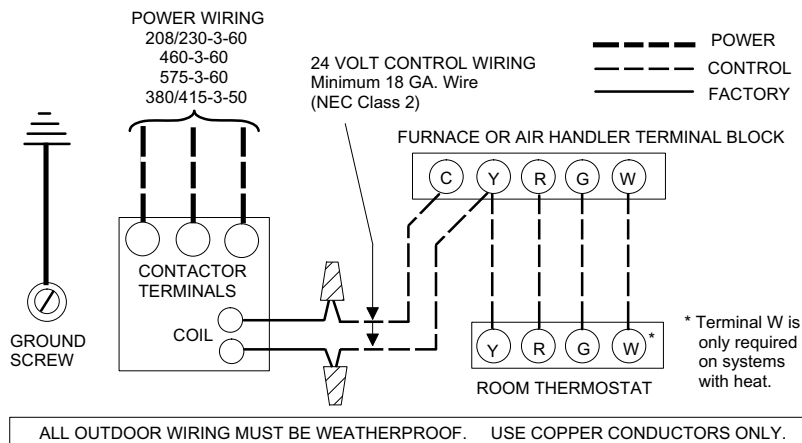 POWER WIRING
208/230-3-60
460-3-60
575-3-60
380/415-3-50
24 VOLT CONTROL WIRING
Minimum 18 GA. Wire
(NEC Class 2)
POWER
CONTROL
FACTORY
FURNACE OR AIR HANDLER TERMINAL BLOCK
C Y R G W
CONTACTOR
TERMINALS
COIL
GROUND
SCREW
Y R G W *
ROOM THERMOSTAT
* Terminal W is
only required
on systems
with heat.
ALL OUTDOOR WIRING MUST BE WEATHERPROOF. USE COPPER CONDUCTORS ONLY.